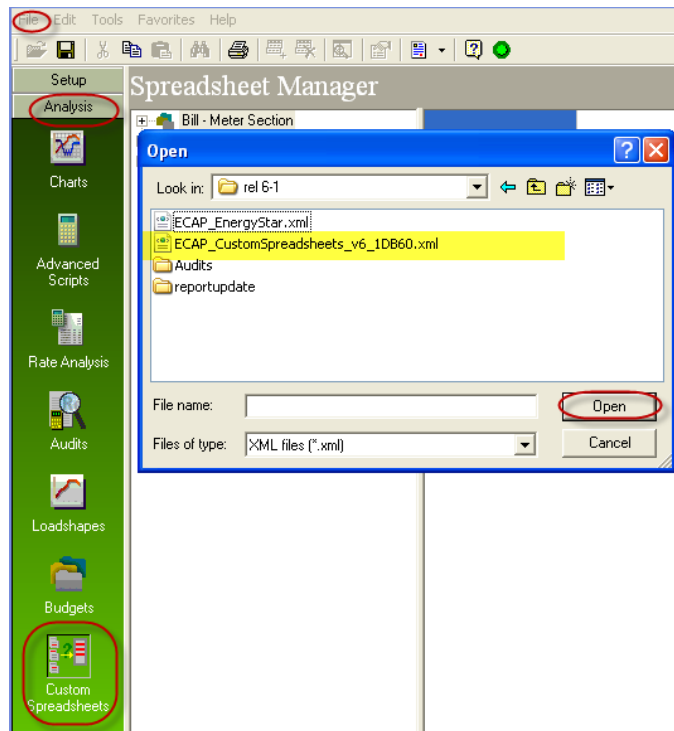 File Edit Tools Favorites Help
Setup
Analysis
Spreadsheet Manager
Bill - Meter Section
Charts
Advanced
Scripts
Rate Analysis
Audits
Loadshapes
Budgets
Custom
Spreadsheets
Open
Look in: rel 6-1
ECAP_EnergyStar.xml
ECAP_CustomSpreadsheets_v6_1DB60.xml
Audits
reportupdate
File name: Open
Files of type: XML files (*.xml) Cancel